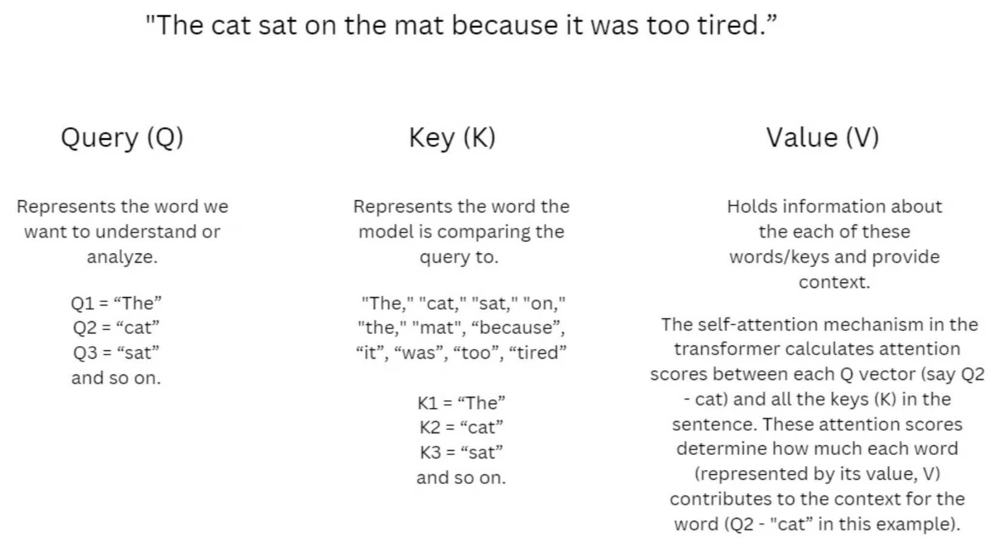 "The cat sat on the mat because it was too tired.”
Query (Q)
Represents the word we
want to understand or
analyze.
Q1 = “The”
Q2 = “cat”
Q3 = “sat”
and so on.
Key (K)
Represents the word the
model is comparing the
query to.
"The," "cat," "sat," "on,"
"the," "mat", “because”,
“it”, “was”, “too”, “tired”
K1 = “The”
K2 = “cat”
K3 = “sat”
and so on.
Value (V)
Holds information about
the each of these
words/keys and provide
context.
The self-attention mechanism in the
transformer calculates attention
scores between each Q vector (say Q2
- cat) and all the keys (K) in the
sentence. These attention scores
determine how much each word
(represented by its value, V)
contributes to the context for the
word (Q2 - "cat” in this example).